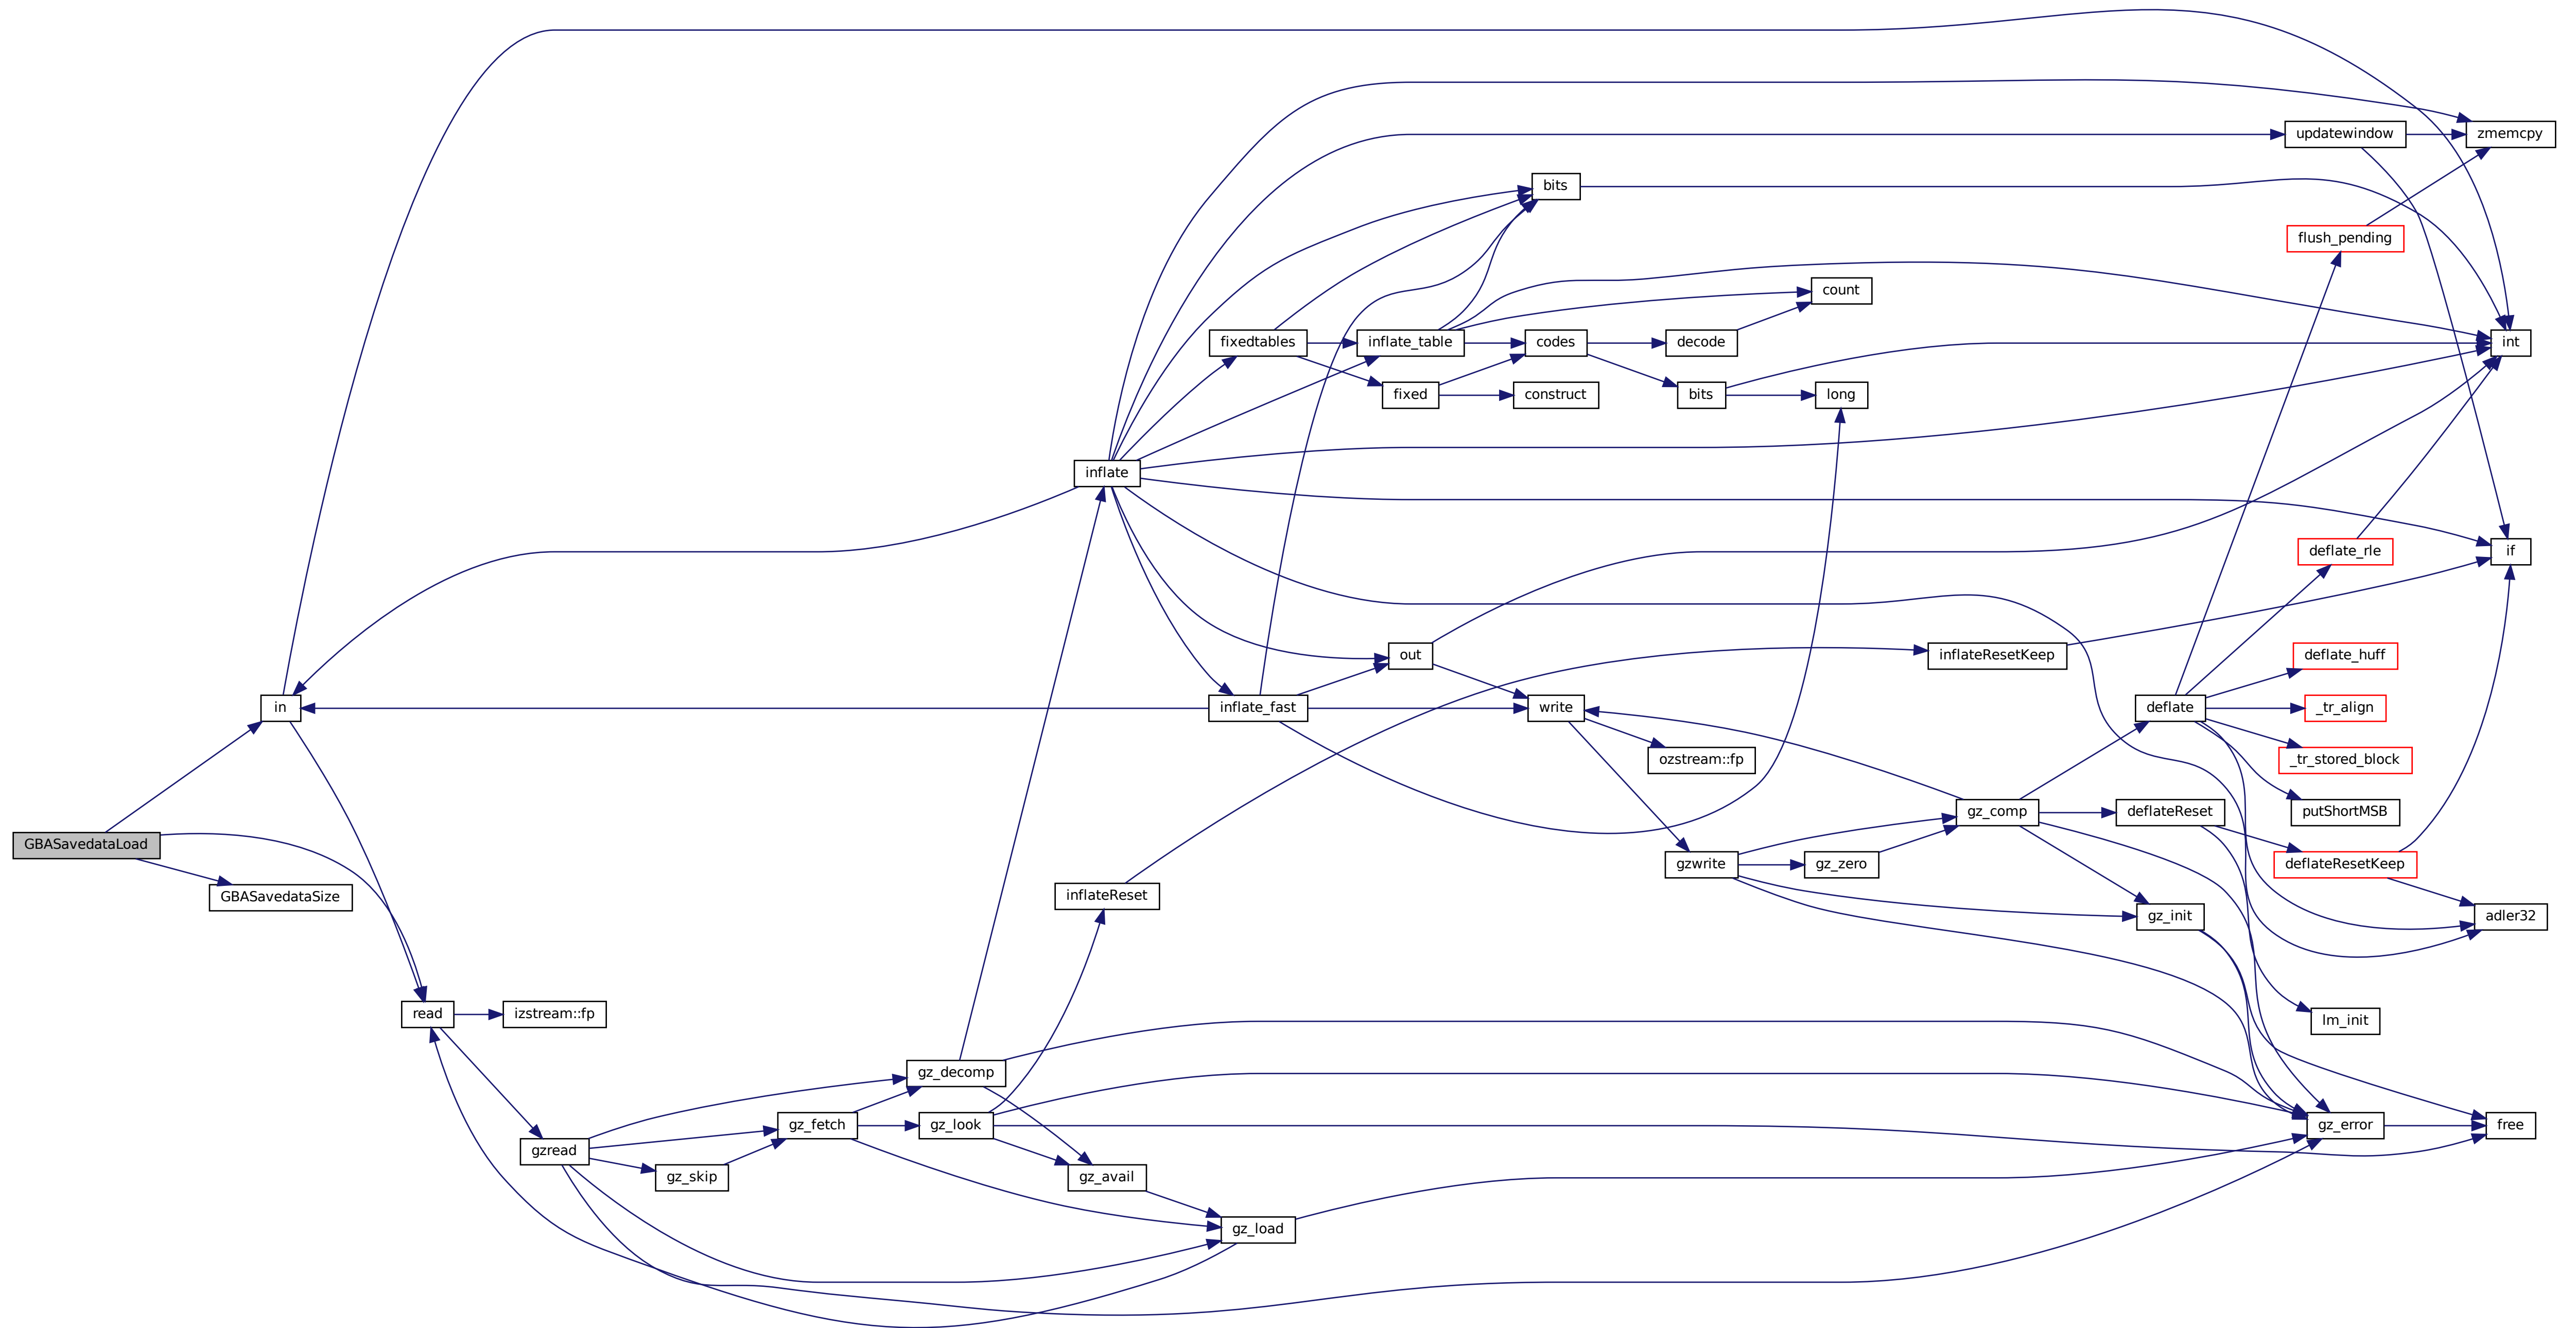 zmemcpy
updatewindow
bits
flush_pending
count
fixedtables
inflate_table
codes
decode
int
fixed
construct
bits
long
inflate
deflate_rle
if
out
inflateResetKeep
deflate_huff
in
inflate_fast
write
deflate
_tr_align
ozstream::fp
_tr_stored_block
gz_comp
deflateReset
putShortMSB
GBASavedataLoad
gzwrite
gz_zero
deflateResetKeep
GBASavedataSize
inflateReset
gz_init
adler32
read
izstream::fp
lm_init
gz_decomp
gz_fetch
gz_look
gz_error
free
gzread
gz_skip
gz_avail
gz_load